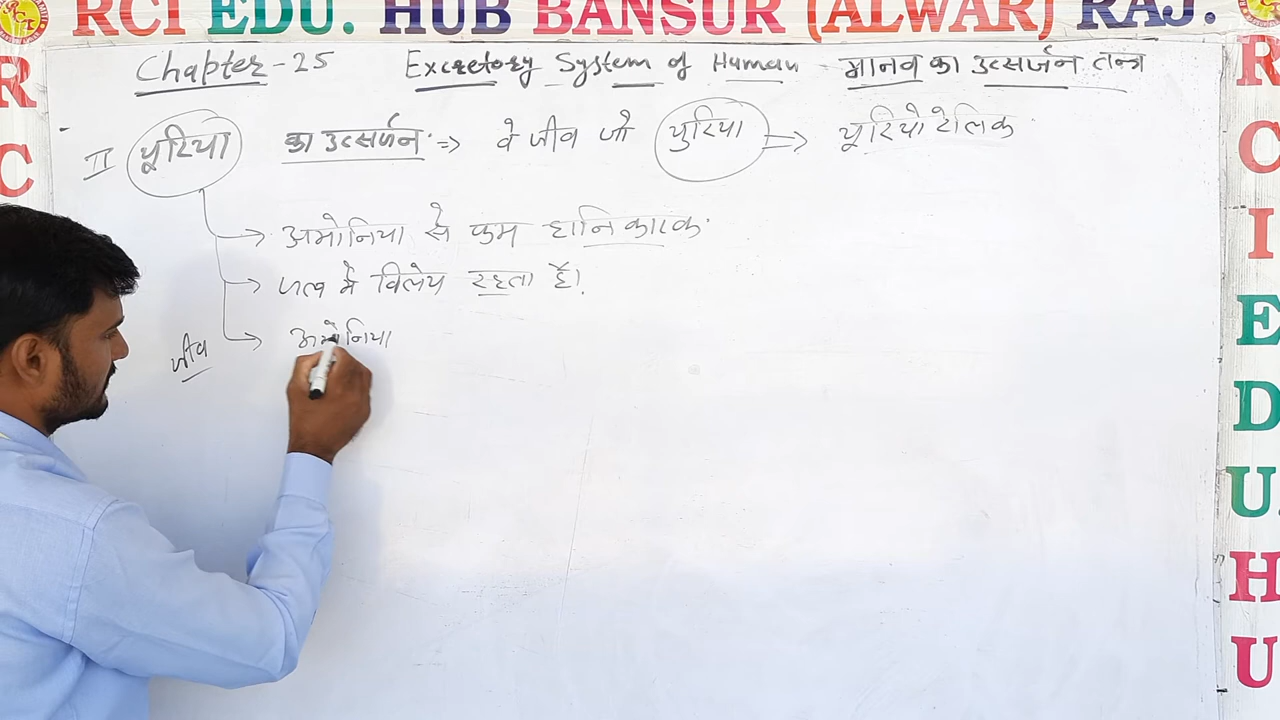 RCI EDU. HUB BANSUR (ALWAR) RAJ.
Chapter-25 Excretory System of Human - मानव का उत्सर्जन तन्त्र
II यूरिया का उत्सर्जन => वे जीव जो युरिया => यूरियोटेलिक
अमोनिया से कम हानिकारक
जल में विलेय रहता है।
जीव अमोनिया
R
C
R
C
I
E
D
U.
H
U